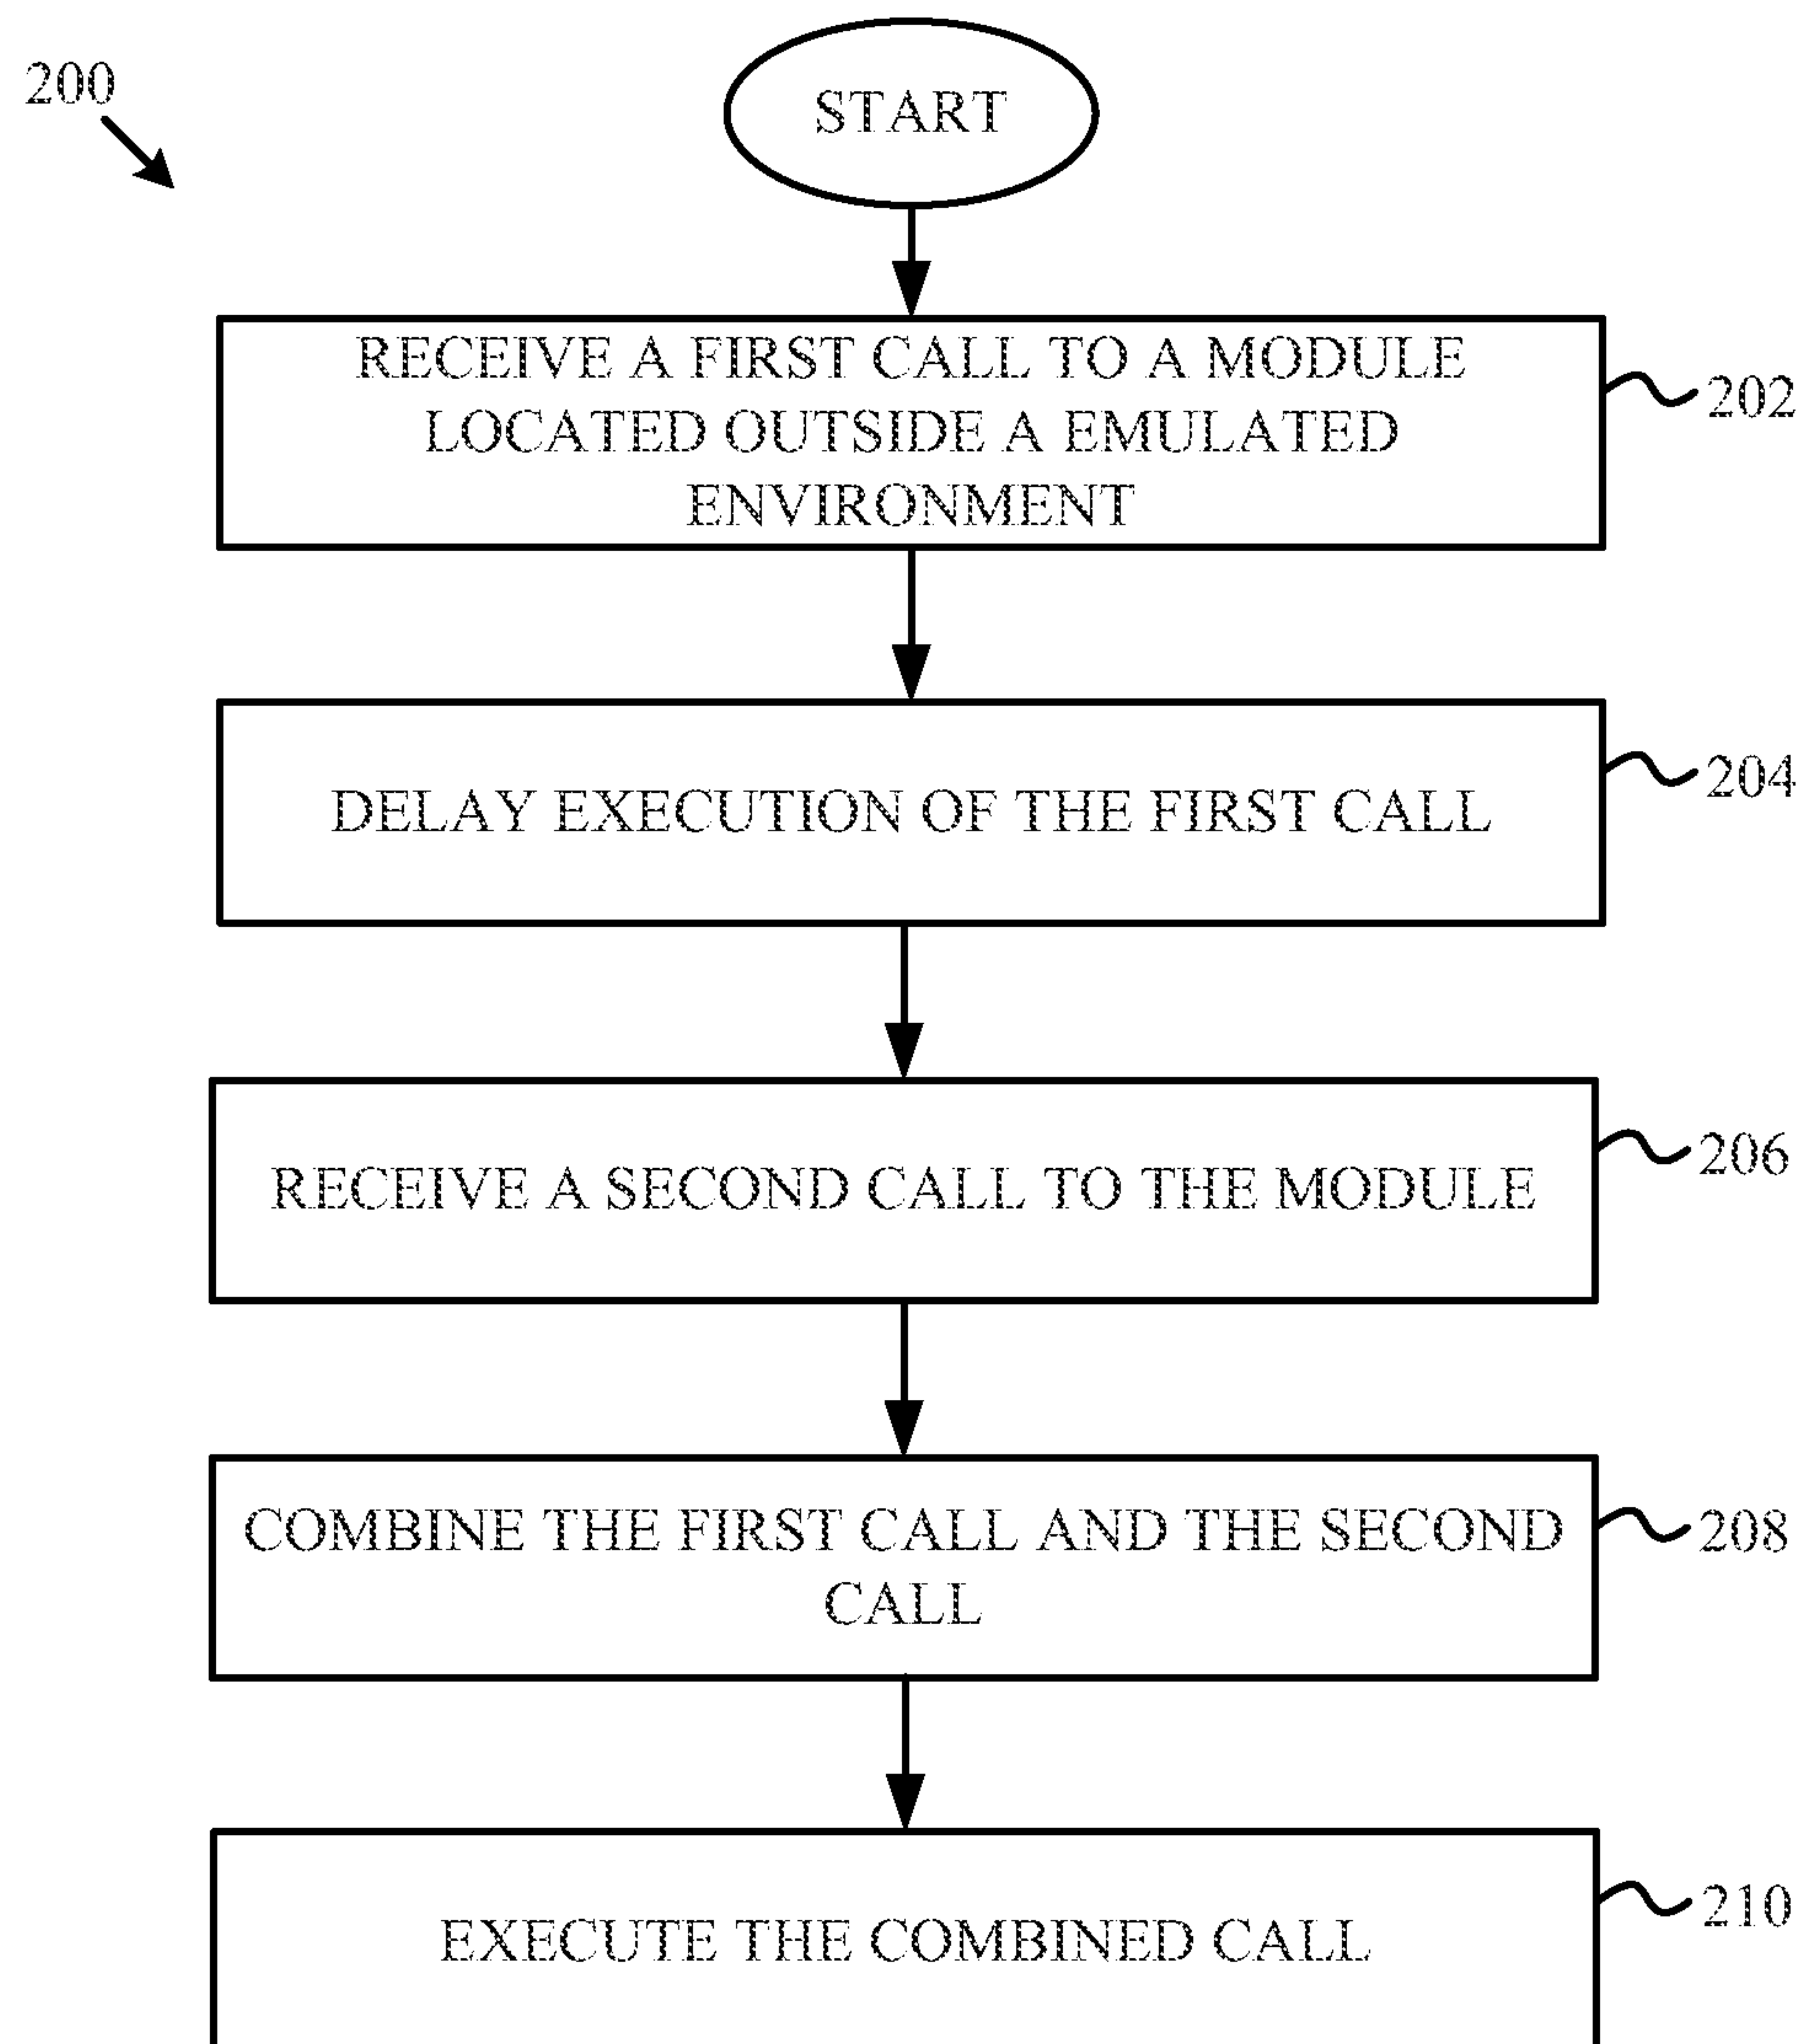 200
START
RECEIVE A FIRST CALL TO A MODULE
LOCATED OUTSIDE A EMULATED
ENVIRONMENT
202
DELAY EXECUTION OF THE FIRST CALL
204
RECEIVE A SECOND CALL TO THE MODULE
206
COMBINE THE FIRST CALL AND THE SECOND
CALL
208
EXECUTE THE COMBINED CALL
210